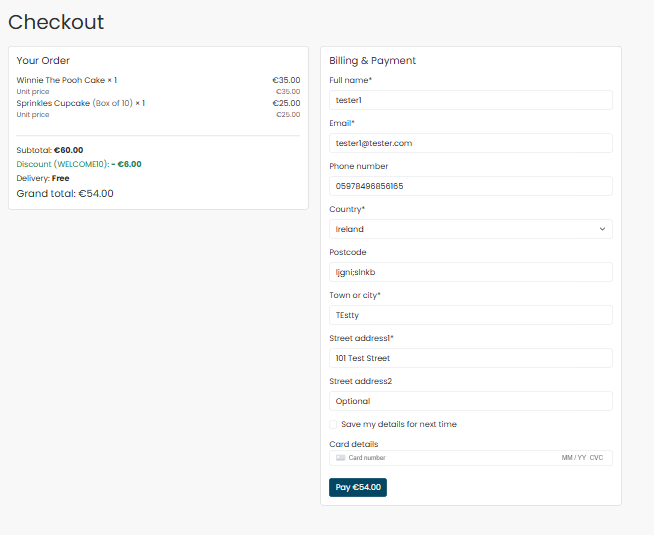 Checkout
Your Order
Winnie The Pooh Cake × 1 €35.00
Unit price €35.00
Sprinkles Cupcake (Box of 10) × 1 €25.00
Unit price €25.00
Subtotal: €60.00
Discount (WELCOME10): − €6.00
Delivery: Free
Grand total: €54.00
Billing & Payment
Full name*
tester1
Email*
tester1@tester.com
Phone number
05978496856165
Country*
Ireland
Postcode
ljgni;slnkb
Town or city*
TEstty
Street address1*
101 Test Street
Street address2
Optional
Save my details for next time
Card details
Card number MM / YY CVC
Pay €54.00